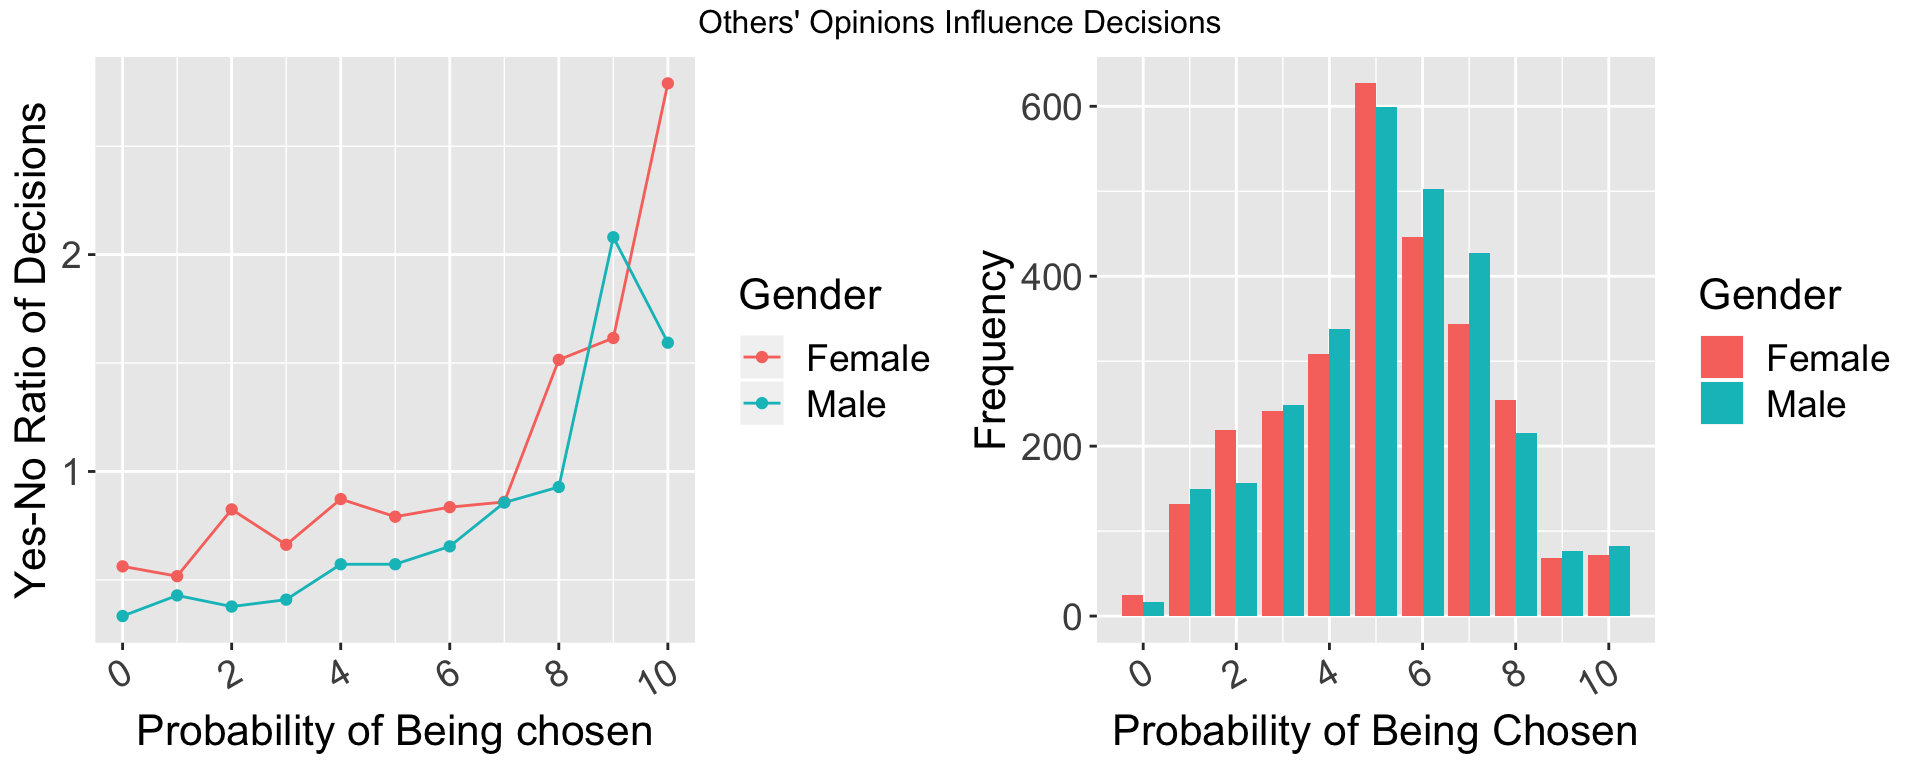 Others' Opinions Influence Decisions
Yes-No Ratio of Decisions
2
1
0 2 4 6 8 10
Probability of Being chosen
Gender
Female
Male
Frequency
600
400
200
0
0 2 4 6 8 10
Probability of Being Chosen
Gender
Female
Male